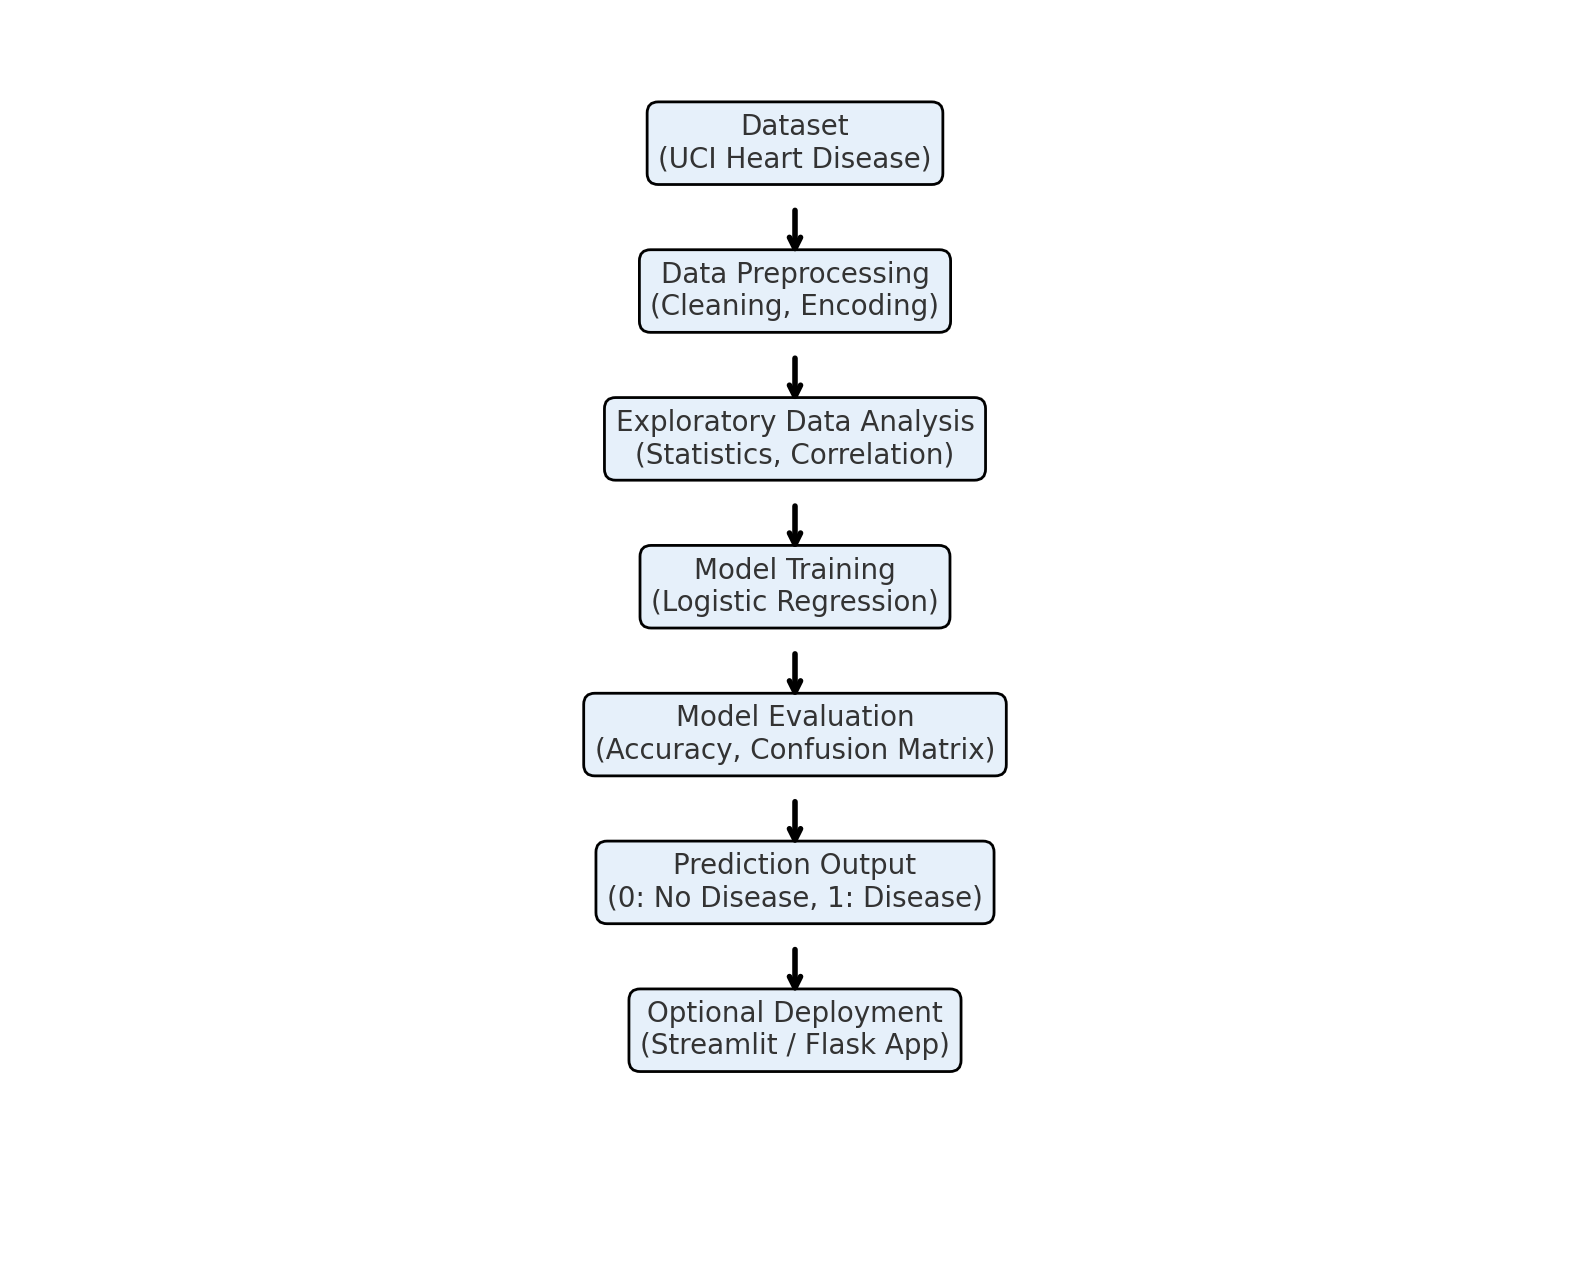 Dataset
(UCI Heart Disease)
Data Preprocessing
(Cleaning, Encoding)
Exploratory Data Analysis
(Statistics, Correlation)
Model Training
(Logistic Regression)
Model Evaluation
(Accuracy, Confusion Matrix)
Prediction Output
(0: No Disease, 1: Disease)
Optional Deployment
(Streamlit / Flask App)